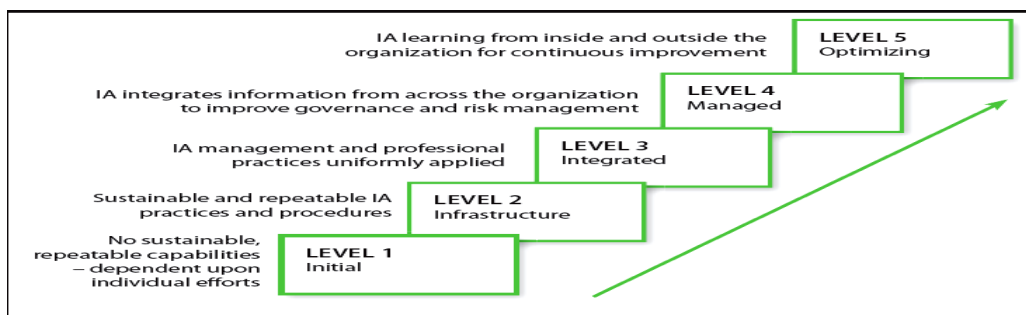 IA learning from inside and outside the
organization for continuous improvement
LEVEL 5
Optimizing
IA integrates information from across the organization
to improve governance and risk management
LEVEL 4
Managed
IA management and professional
practices uniformly applied
LEVEL 3
Integrated
Sustainable and repeatable IA
practices and procedures
LEVEL 2
Infrastructure
No sustainable,
repeatable capabilities
– dependent upon
individual efforts
LEVEL 1
Initial